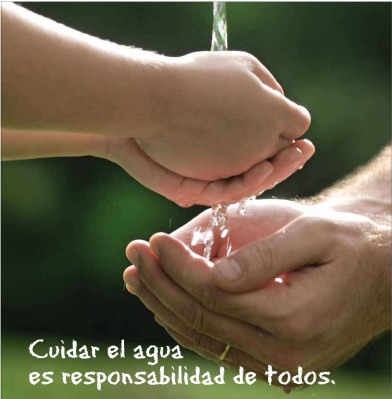 Cuidar el agua
es responsabilidad de todos.